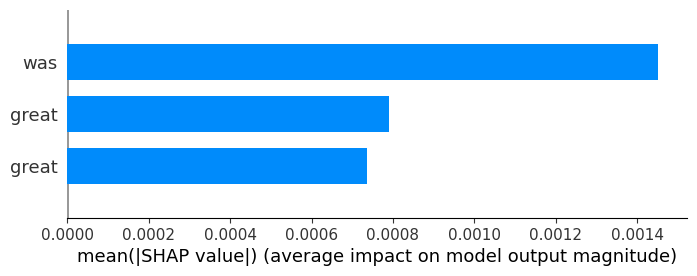 was
great
great
0.0000 0.0002 0.0004 0.0006 0.0008 0.0010 0.0012 0.0014
mean(|SHAP value|) (average impact on model output magnitude)